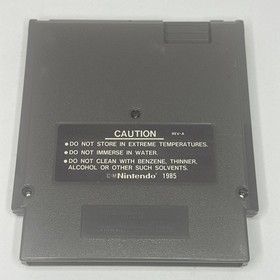 CAUTION REV-A
● DO NOT STORE IN EXTREME TEMPERATURES.
● DO NOT IMMERSE IN WATER.
● DO NOT CLEAN WITH BENZENE, THINNER,
ALCOHOL OR OTHER SUCH SOLVENTS.
Nintendo 1985